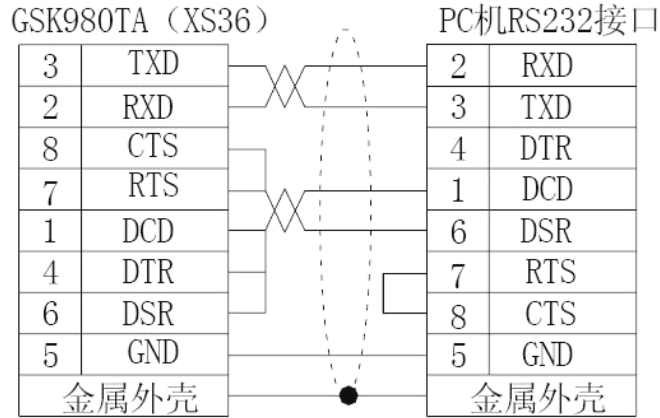 GSK980TA（XS36） PC机RS232接口
3 TXD 2 RXD
2 RXD 3 TXD
8 CTS 4 DTR
7 RTS 1 DCD
1 DCD 6 DSR
4 DTR 7 RTS
6 DSR 8 CTS
5 GND 5 GND
金属外壳 金属外壳